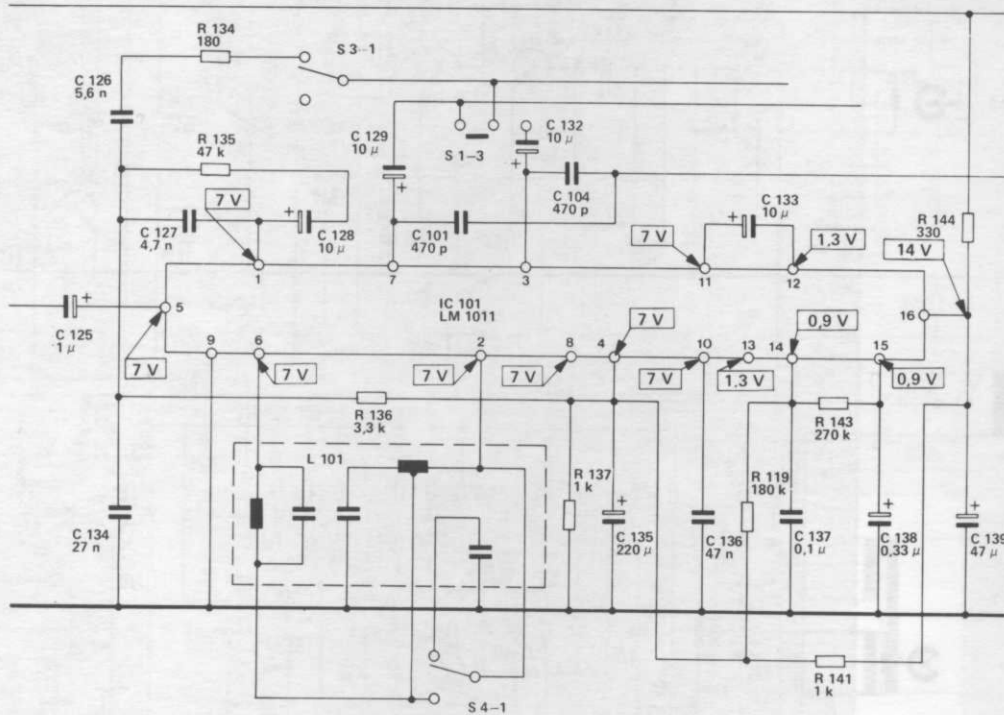 R 134
180
S 3-1
C 126
5,6 n
R 135
47 k
C 129
10 μ
+
S 1-3
C 132
10 μ
+
C 104
470 p
C 133
10 μ
+
R 144
330
7 V
C 127
4,7 n
+
C 128
10 μ
C 101
470 p
7 V
1,3 V
14 V
1
7
3
11
12
+
C 125
1 μ
5
IC 101
LM 1011
16
7 V
0,9 V
9
6
2
8
4
10
13
14
15
7 V
7 V
7 V
7 V
7 V
1.3 V
0,9 V
R 136
3,3 k
R 143
270 k
L 101
R 137
1 k
R 119
180 k
C 134
27 n
+
C 135
220 μ
C 136
47 n
C 137
0,1 μ
+
C 138
0,33 μ
+
C 139
47 μ
R 141
1 k
S 4-1